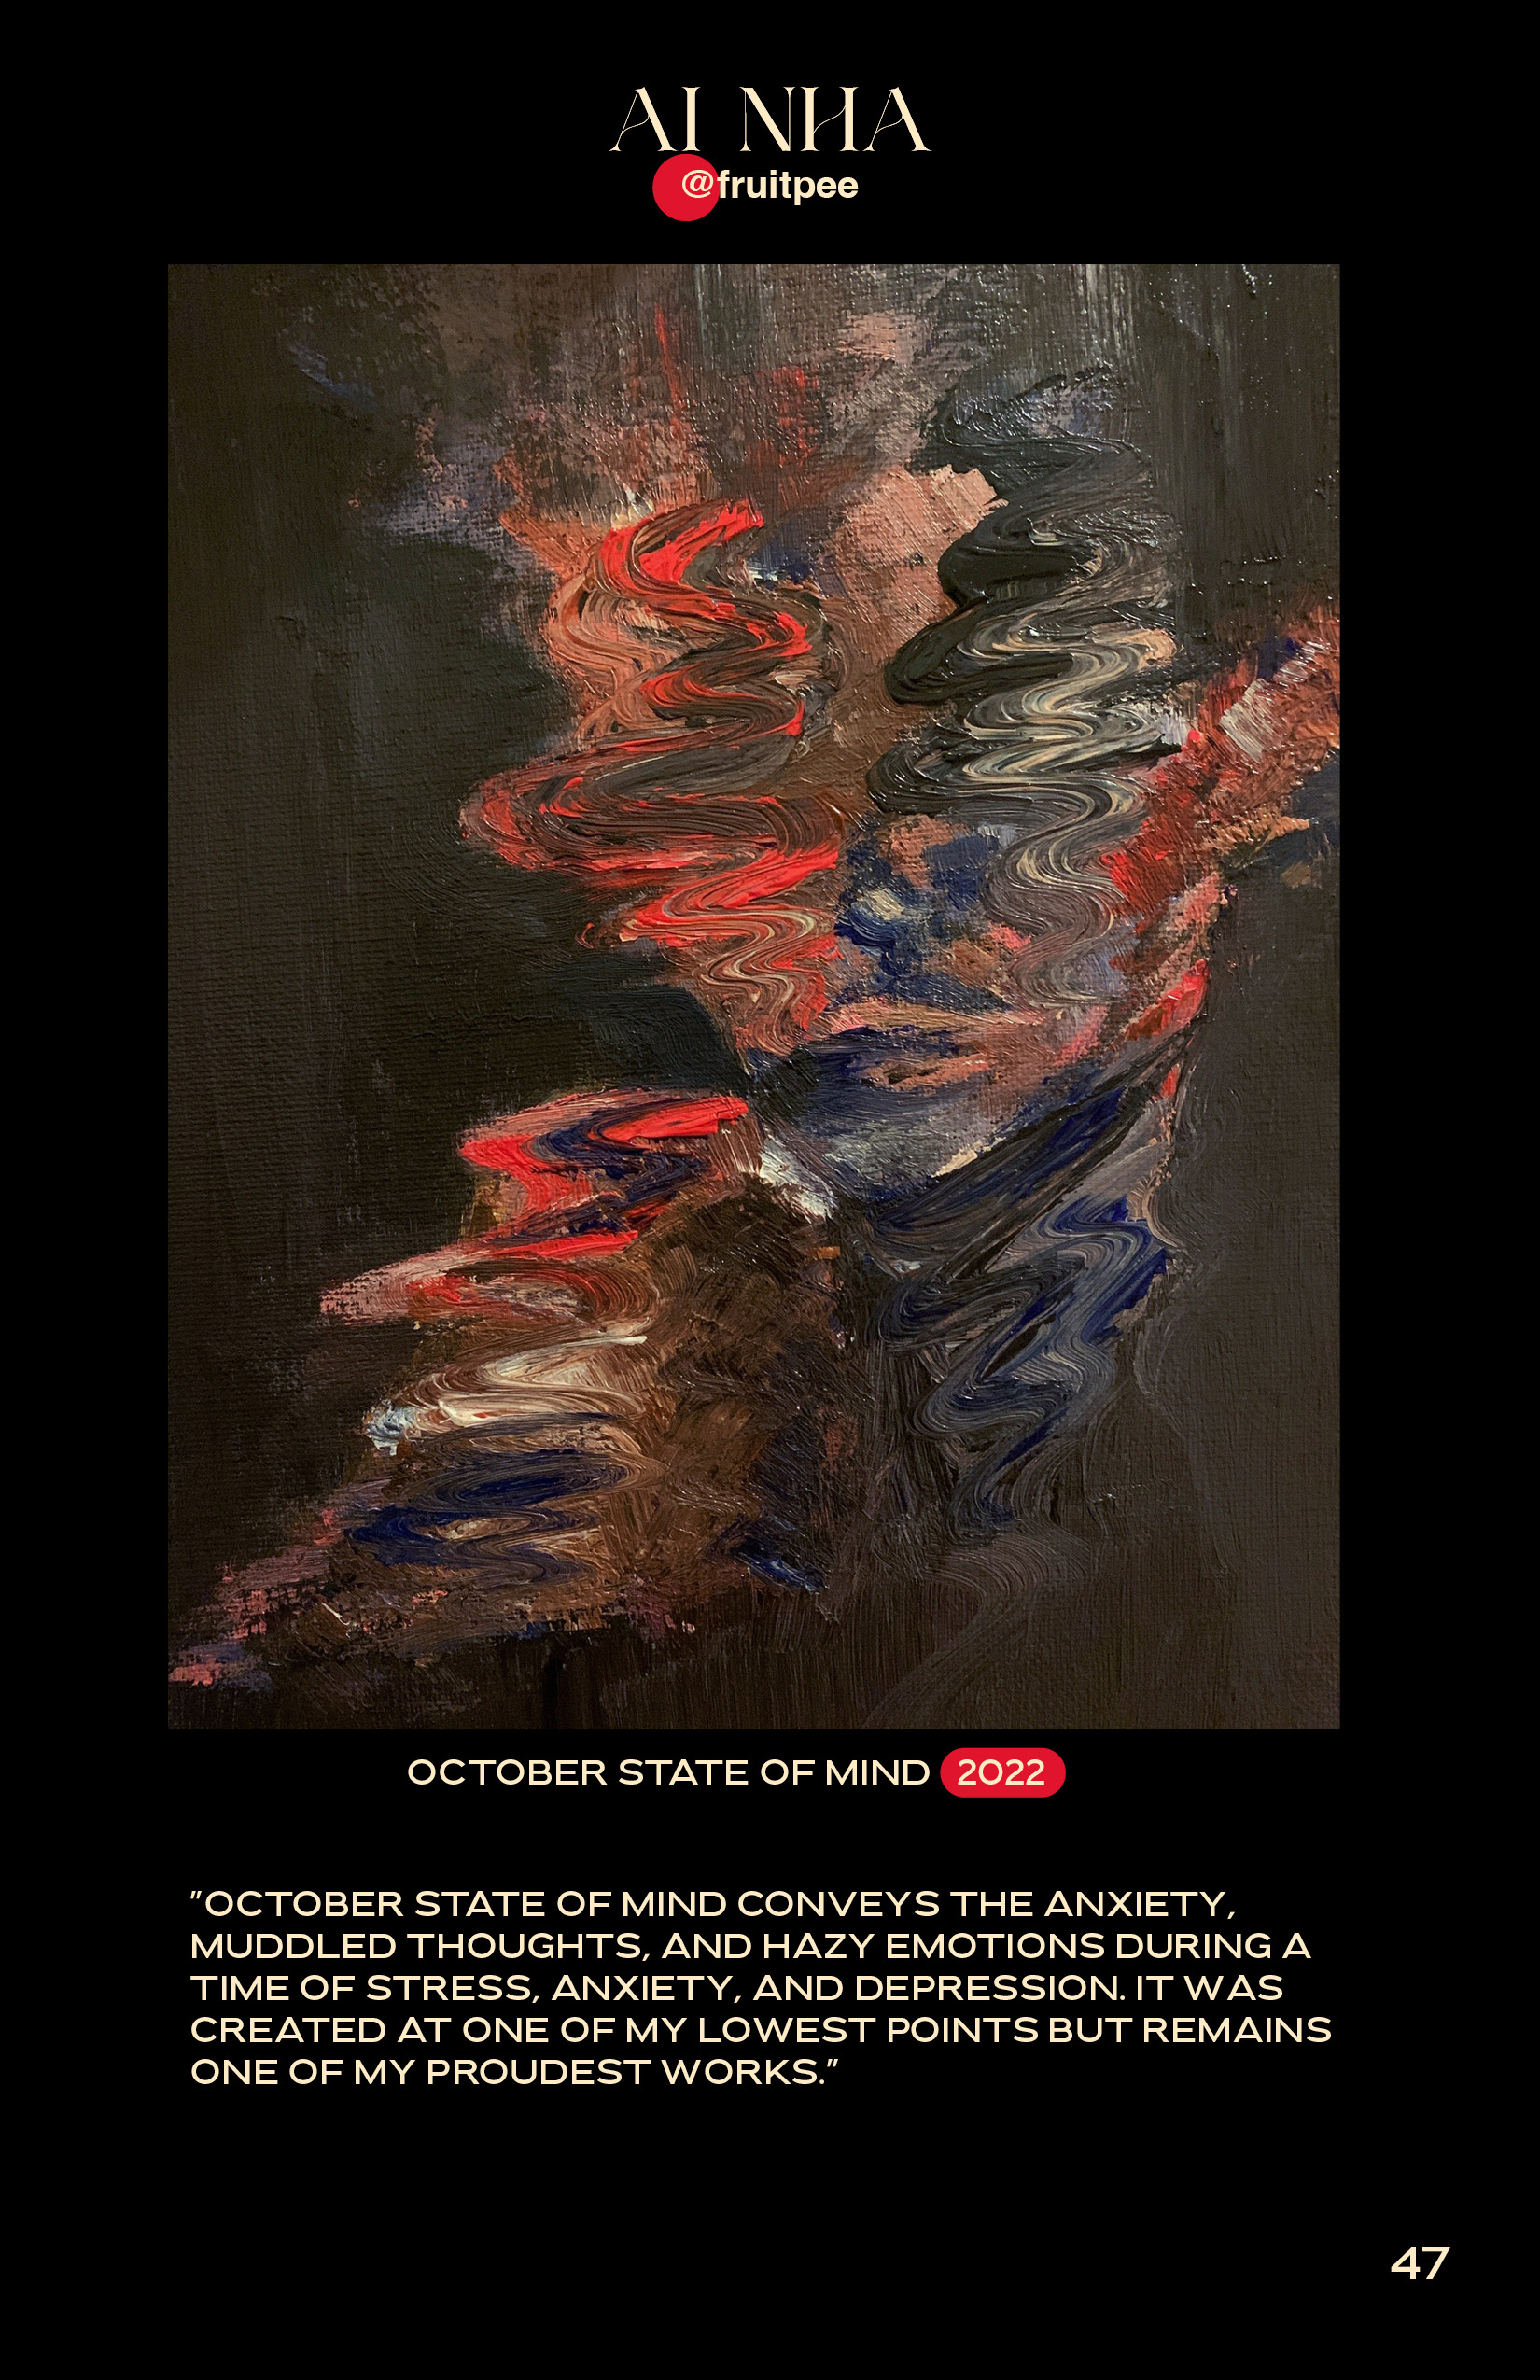 AI NHA
@fruitpee
OCTOBER STATE OF MIND 2022
"OCTOBER STATE OF MIND CONVEYS THE ANXIETY,
MUDDLED THOUGHTS, AND HAZY EMOTIONS DURING A
TIME OF STRESS, ANXIETY, AND DEPRESSION. IT WAS
CREATED AT ONE OF MY LOWEST POINTS BUT REMAINS
ONE OF MY PROUDEST WORKS."
47